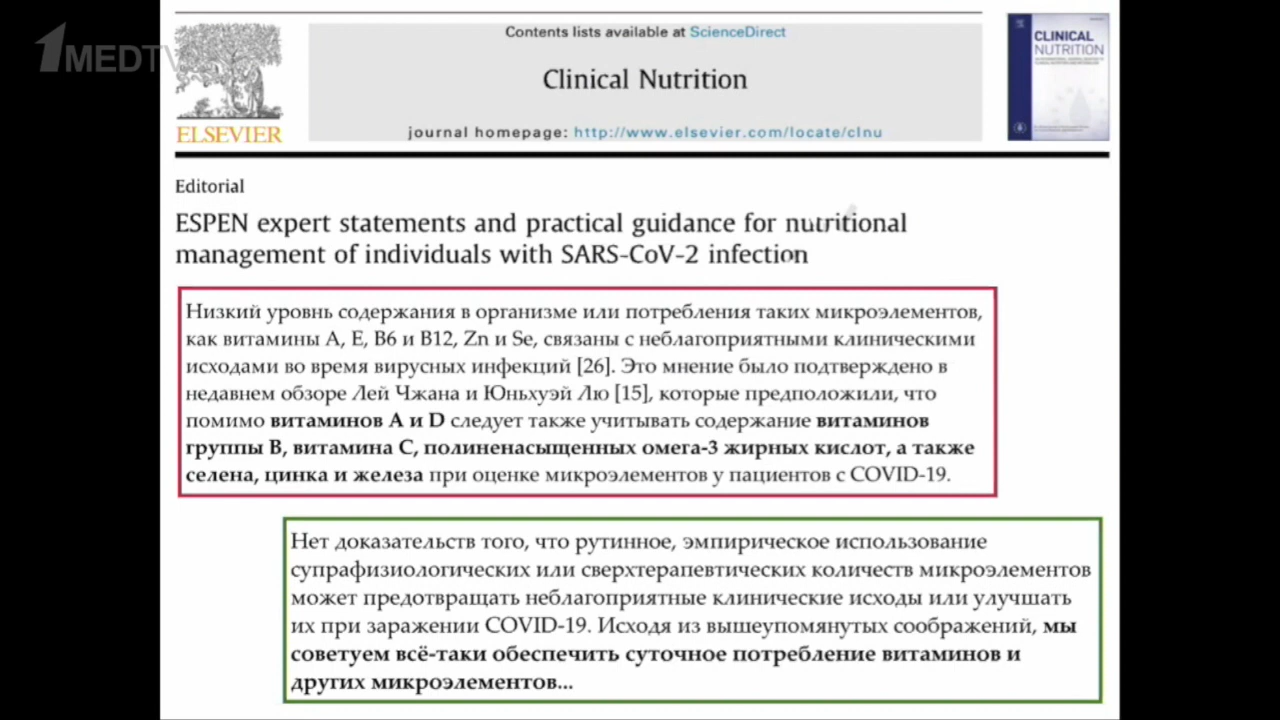 1MEDTV
Contents lists available at ScienceDirect
Clinical Nutrition
journal homepage: http://www.elsevier.com/locate/clnu
ELSEVIER
CLINICAL
NUTRITION
Editorial
ESPEN expert statements and practical guidance for nutritional
management of individuals with SARS-CoV-2 infection
Низкий уровнь содержания в организме или потребления таких микроэлементов,
как витамины А, Е, В6 и В12, Zn и Se, связаны с неблагоприятными клиническими
исходами во время вирусных инфекций [26]. Это мнение было подтверждено в
недавнем обзоре Лей Чжана и Юньхуэй Лю [15], которые предположили, что
помимо витаминов А и D следует также учитывать содержание витаминов
группы В, витамина С, полиненасыщенных омега-3 жирных кислот, а также
селена, цинка и железа при оценке микроэлементов у пациентов с COVID-19.
Нет доказательств того, что рутинное, эмпирическое использование
супрафизиологических или сверхтерапевтических количеств микроэлементов
может предотвращать неблагоприятные клинические исходы или улучшать
их при заражении COVID-19. Исходя из вышеупомянутых соображений, мы
советуем всё-таки обеспечить суточное потребление витаминов и
других микроэлементов...